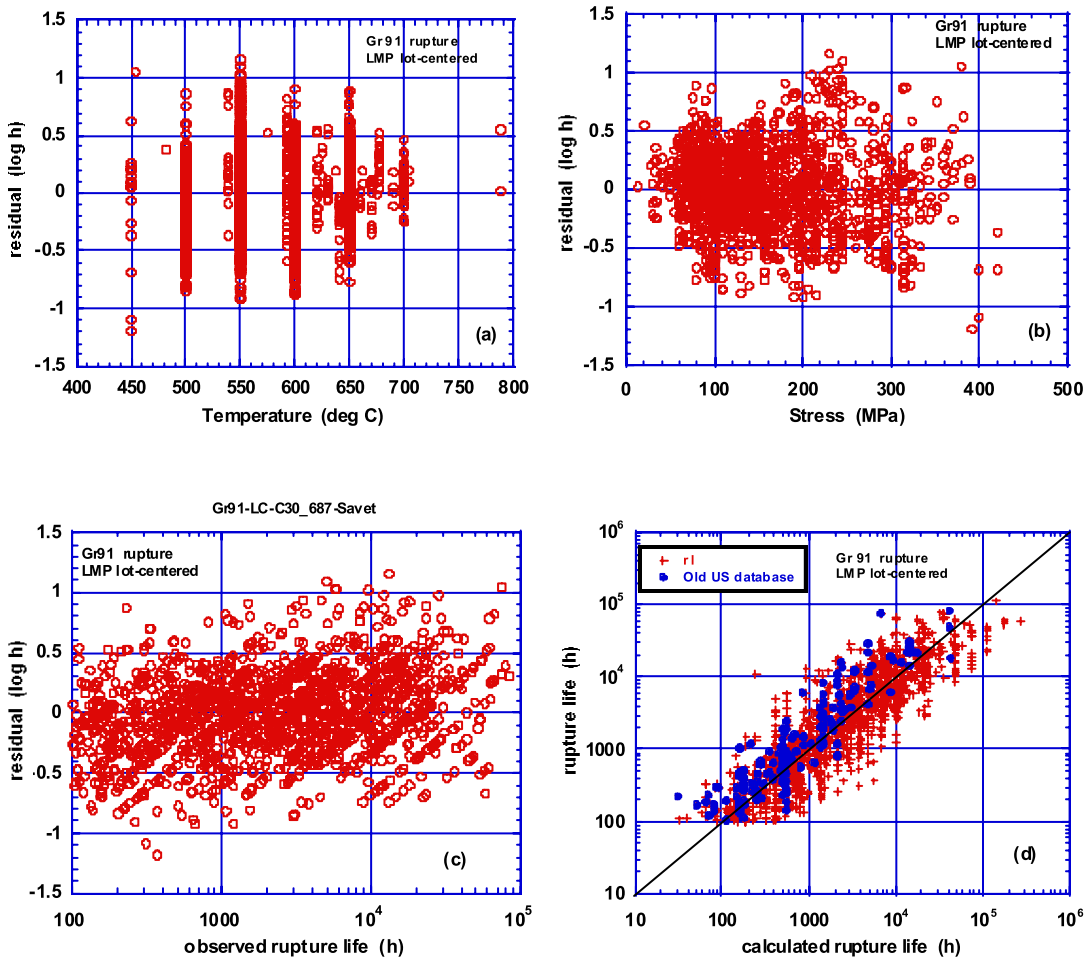 1.5
1
0.5
0
-0.5
-1
-1.5
residual (log h)
Gr91 rupture
LMP lot-centered
(a)
400 450 500 550 600 650 700 750 800
Temperature (deg C)
1.5
1
0.5
0
-0.5
-1
-1.5
residual (log h)
Gr91 rupture
LMP lot-centered
(b)
0 100 200 300 400 500
Stress (MPa)
Gr91-LC-C30_687-Savet
1.5
1
0.5
0
-0.5
-1
-1.5
residual (log h)
Gr91 rupture
LMP lot-centered
(c)
100 1000 10^4 10^5
observed rupture life (h)
10^6
10^5
10^4
1000
100
10
rupture life (h)
rl
Old US database
Gr 91 rupture
LMP lot-centered
(d)
10 100 1000 10^4 10^5 10^6
calculated rupture life (h)